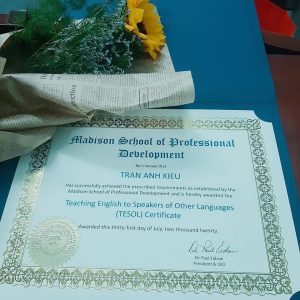 Madison School of Professional
Development
Be it known that
TRAN ANH KIEU
Has successfully achieved the prescribed requirements as established by the
Madison School of Professional Development and is hereby awarded the
Teaching English to Speakers of Other Languages
(TESOL) Certificate
Awarded this thirty-first day of July, two thousand twenty.
President & CEO